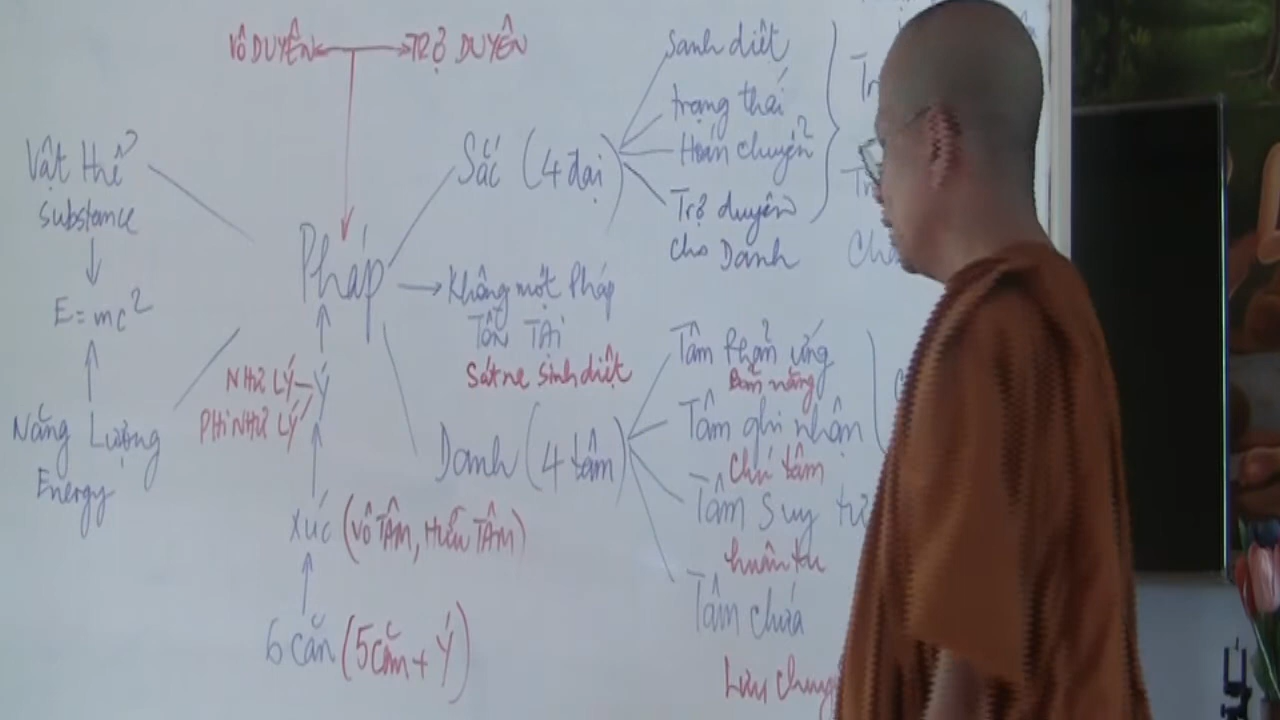 VÔ DUYÊN TRỢ DUYÊN
Vật thể
Substance
E = mc²
Năng Lượng
Energy
Pháp
NHƯ LÝ
PHI NHƯ LÝ
Ý
xúc (VÔ TÂM, HỮU TÂM)
6 căn (5 căn + Ý)
Sắc (4 đại)
Sanh diệt
trạng thái
Hoán chuyển
Trợ duyên
cho Danh
Không một Pháp
TỒN TẠI
Sát na sinh diệt
Danh (4 tâm)
Tâm Phản ứng
Bản năng
Tâm ghi nhận
Chú tâm
Tâm Suy tư
huân tu
Tâm chứa
Lưu